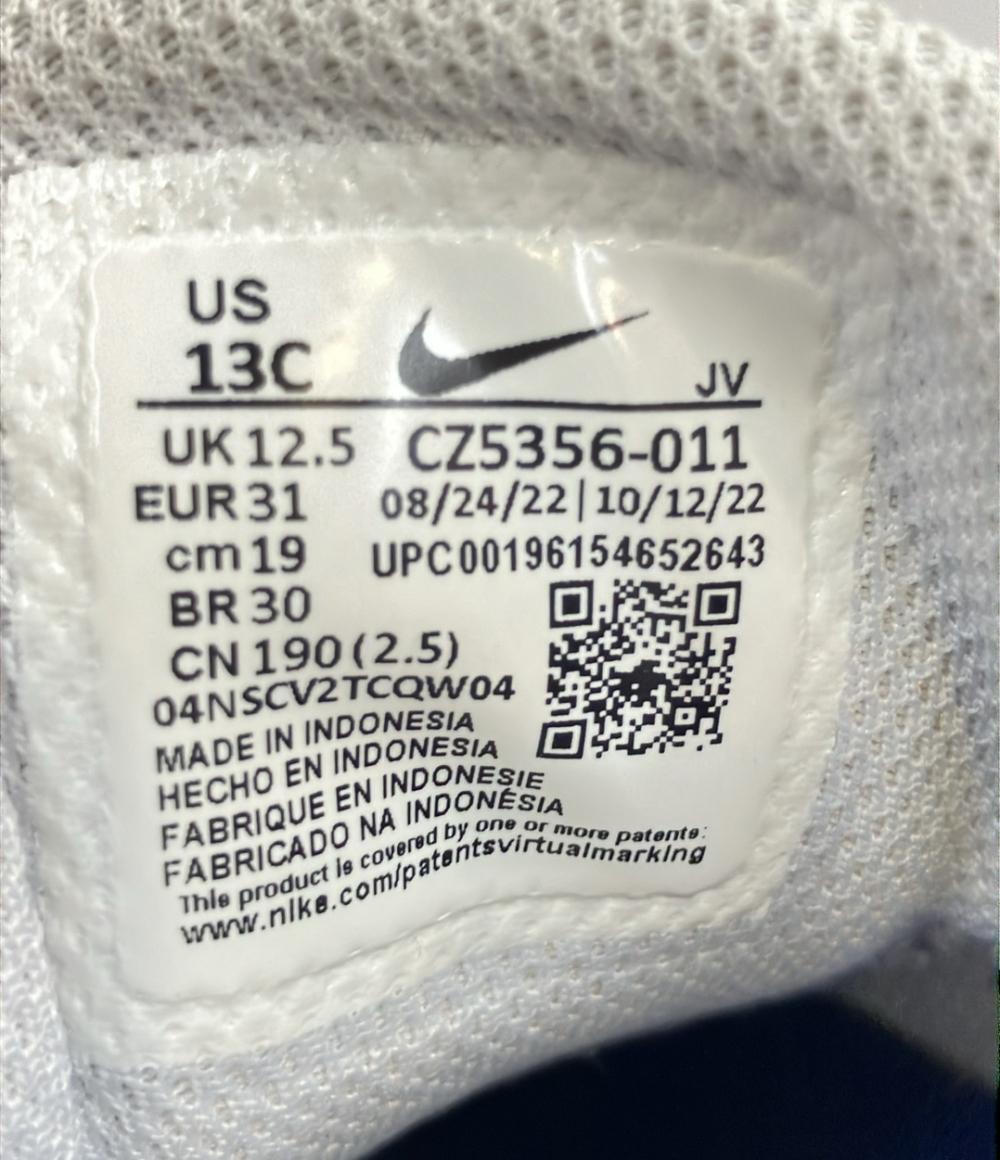 US
13C
JV
UK 12.5 CZ5356-011
EUR 31 08/24/22 | 10/12/22
cm 19 UPC00196154652643
BR 30
CN 190 (2.5)
04NSCV2TCQW04
MADE IN INDONESIA
HECHO EN INDONESIA
FABRIQUE EN INDONESIE
FABRICADO NA INDONÉSIA
This product is covered by one or more patents:
www.nike.com/patentsvirtualmarking